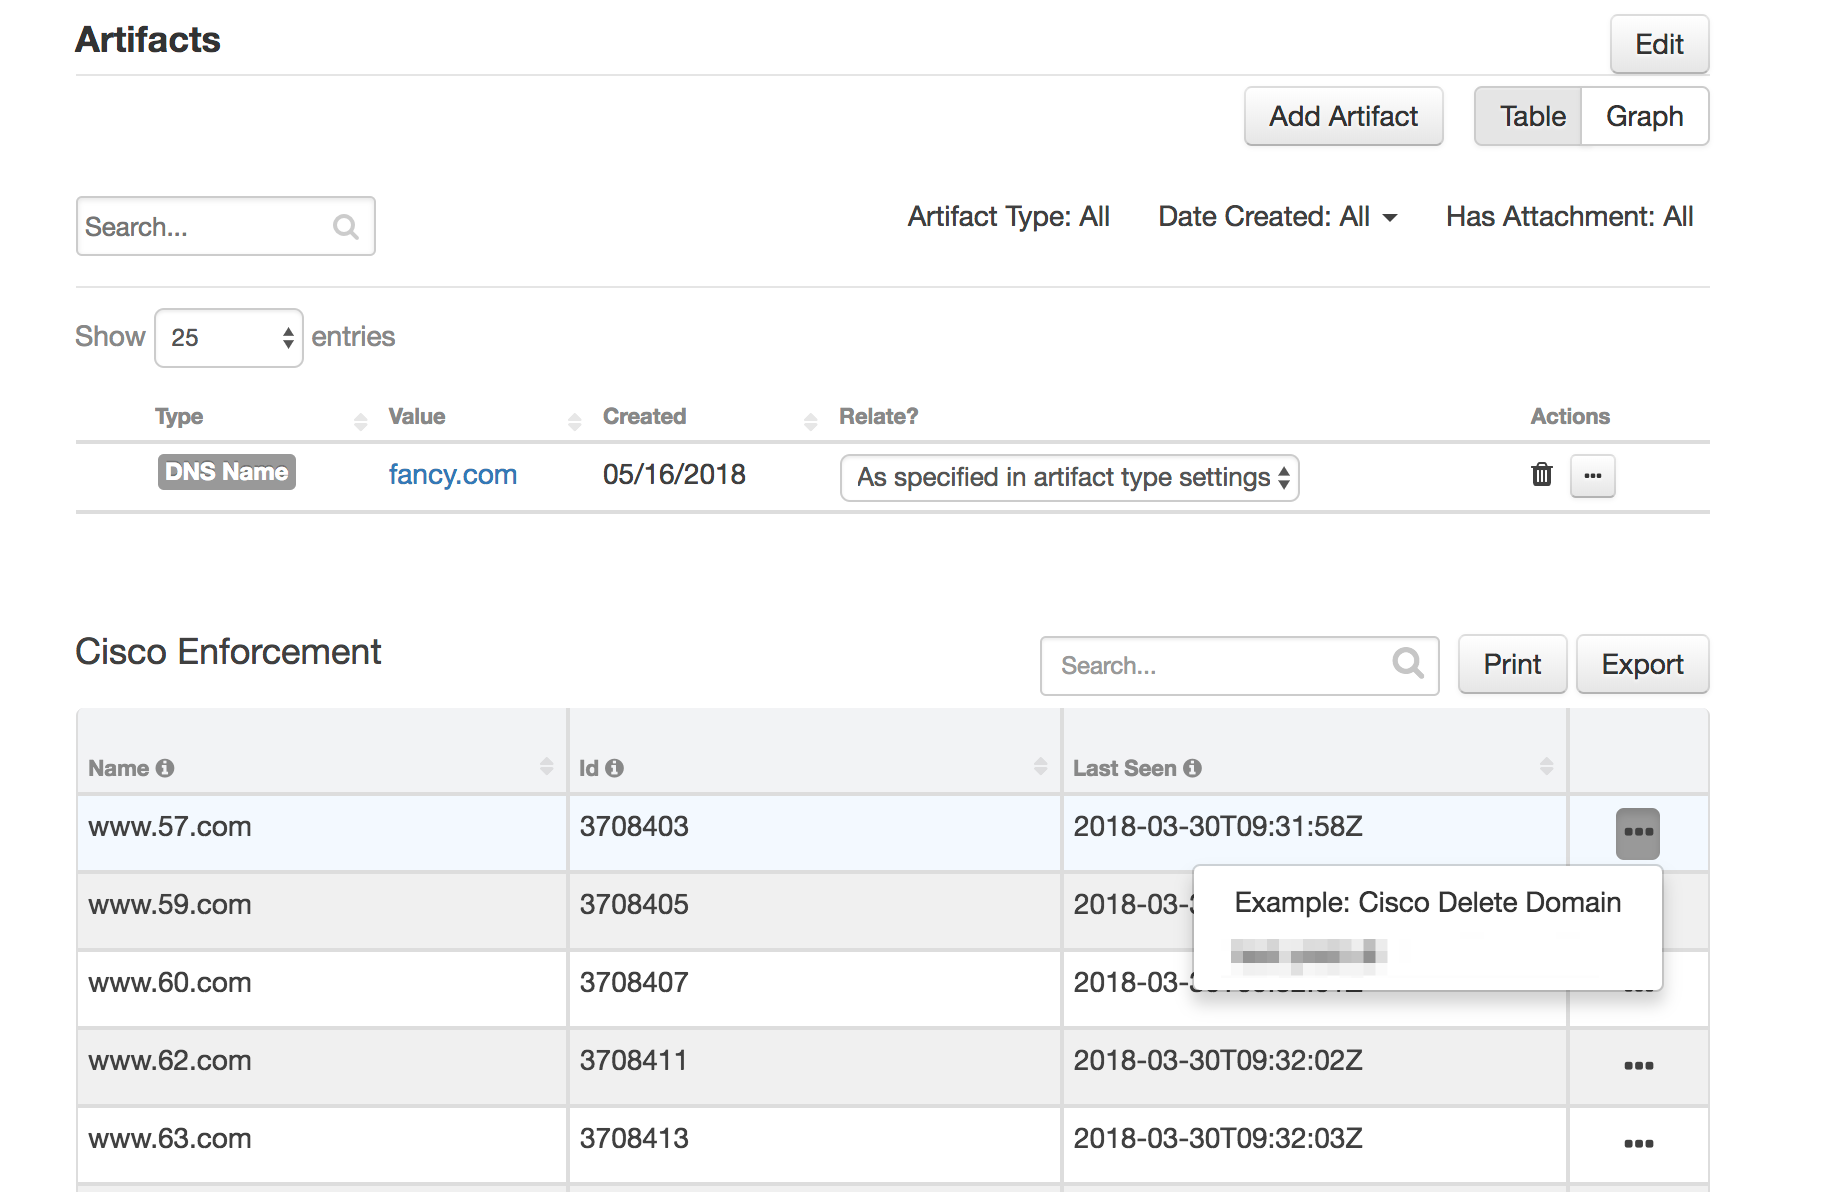 Artifacts
Edit
Add Artifact
Table Graph
Search...
Artifact Type: All Date Created: All Has Attachment: All
Show 25 entries
Type Value Created Relate? Actions
DNS Name fancy.com 05/16/2018 As specified in artifact type settings
Cisco Enforcement
Search...
Print Export
Name Id Last Seen
www.57.com 3708403 2018-03-30T09:31:58Z
Example: Cisco Delete Domain
www.59.com 3708405 2018-03-
www.60.com 3708407 2018-03-
www.62.com 3708411 2018-03-30T09:32:02Z
www.63.com 3708413 2018-03-30T09:32:03Z